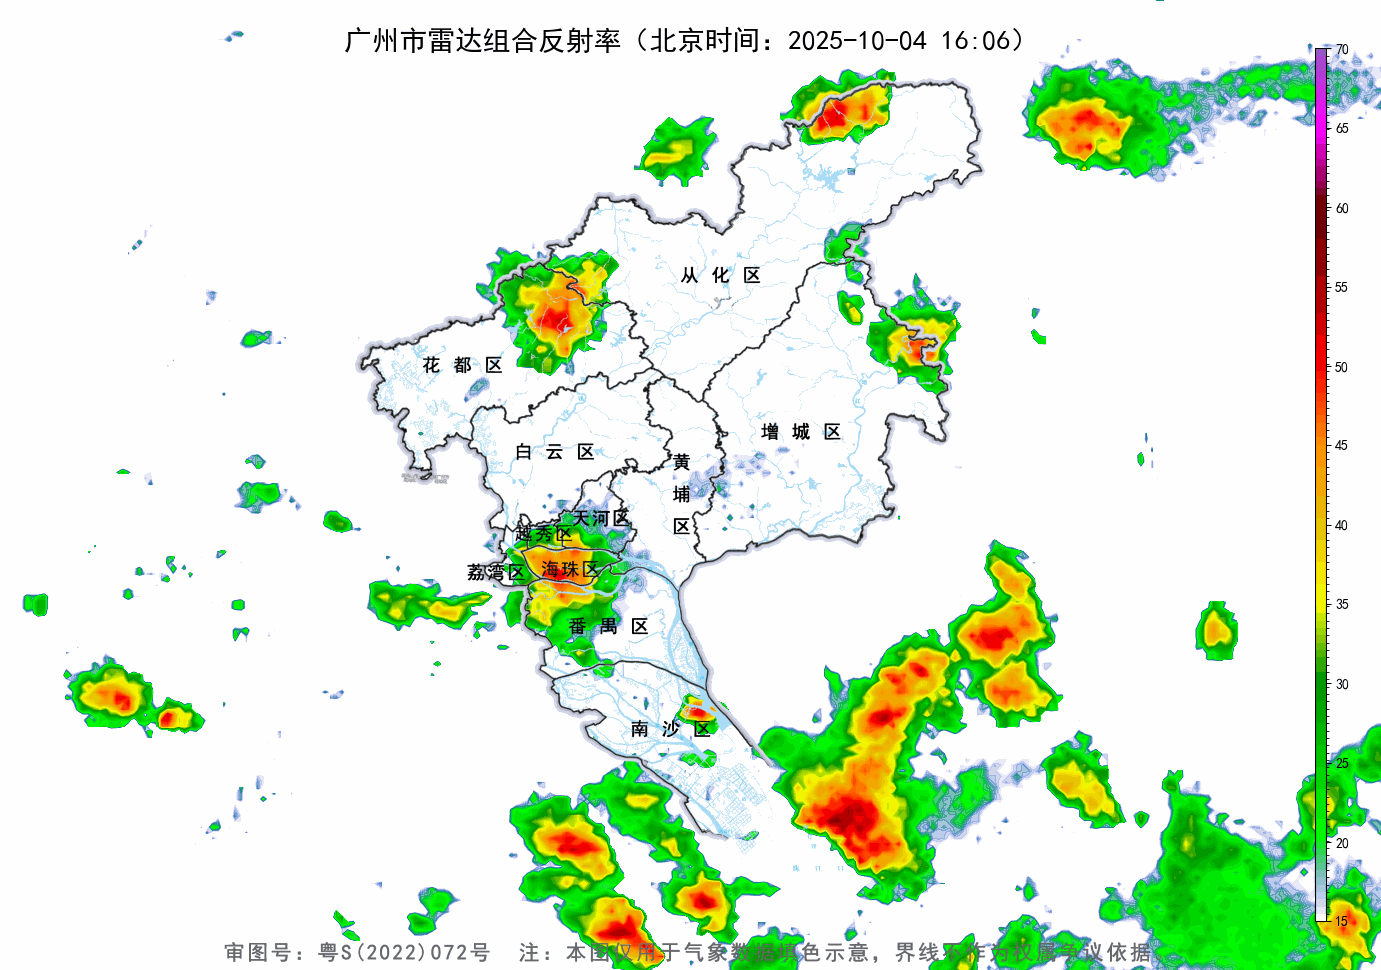 广州市雷达组合反射率（北京时间：2025-10-04 16:06）
70
65
60
55
50
45
40
35
30
25
20
15
从化区
花都区
增城区
白云区
黄埔区
天河区
越秀区
荔湾区
海珠区
番禺区
南沙区
审图号：粤S(2022)072号 注：本图仅用于气象数据填色示意，界线不作为权属争议依据